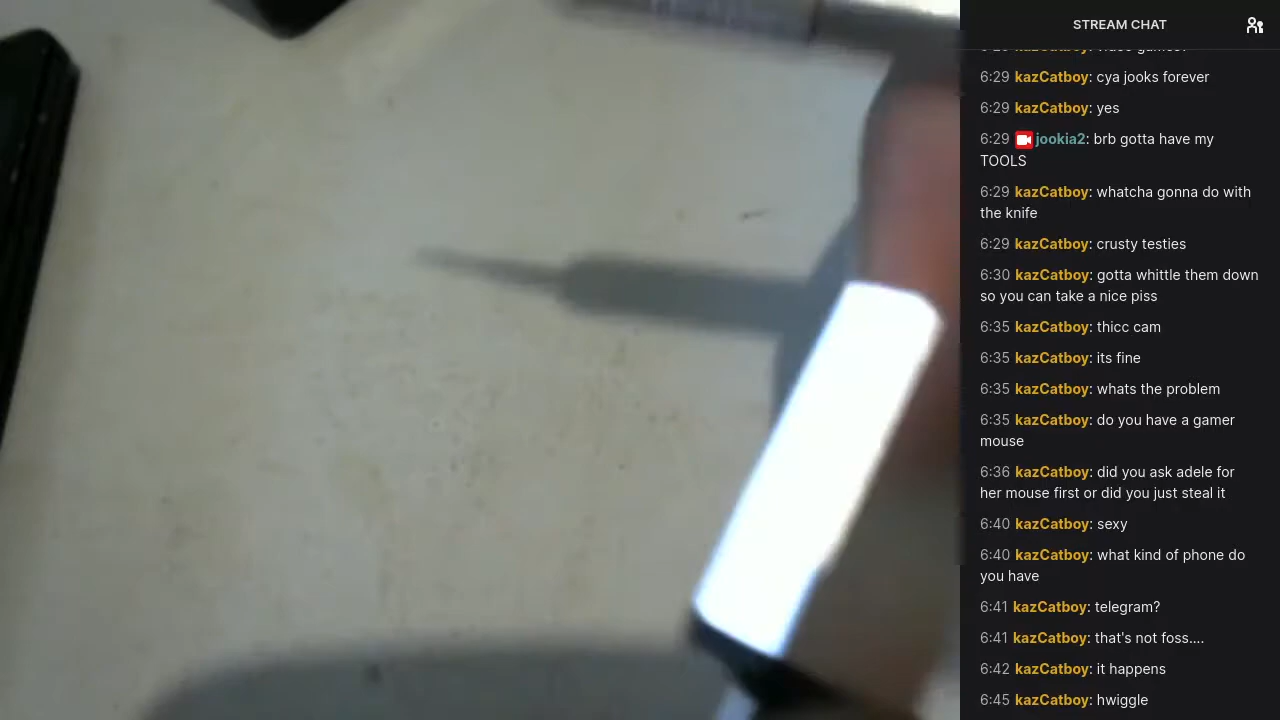 STREAM CHAT
6:29 kazCatboy: cya jooks forever
6:29 kazCatboy: yes
6:29 jookia2: brb gotta have my
TOOLS
6:29 kazCatboy: whatcha gonna do with
the knife
6:29 kazCatboy: crusty testies
6:30 kazCatboy: gotta whittle them down
so you can take a nice piss
6:35 kazCatboy: thicc cam
6:35 kazCatboy: its fine
6:35 kazCatboy: whats the problem
6:35 kazCatboy: do you have a gamer
mouse
6:36 kazCatboy: did you ask adele for
her mouse first or did you just steal it
6:40 kazCatboy: sexy
6:40 kazCatboy: what kind of phone do
you have
6:41 kazCatboy: telegram?
6:41 kazCatboy: that's not foss....
6:42 kazCatboy: it happens
6:45 kazCatboy: hwiggle